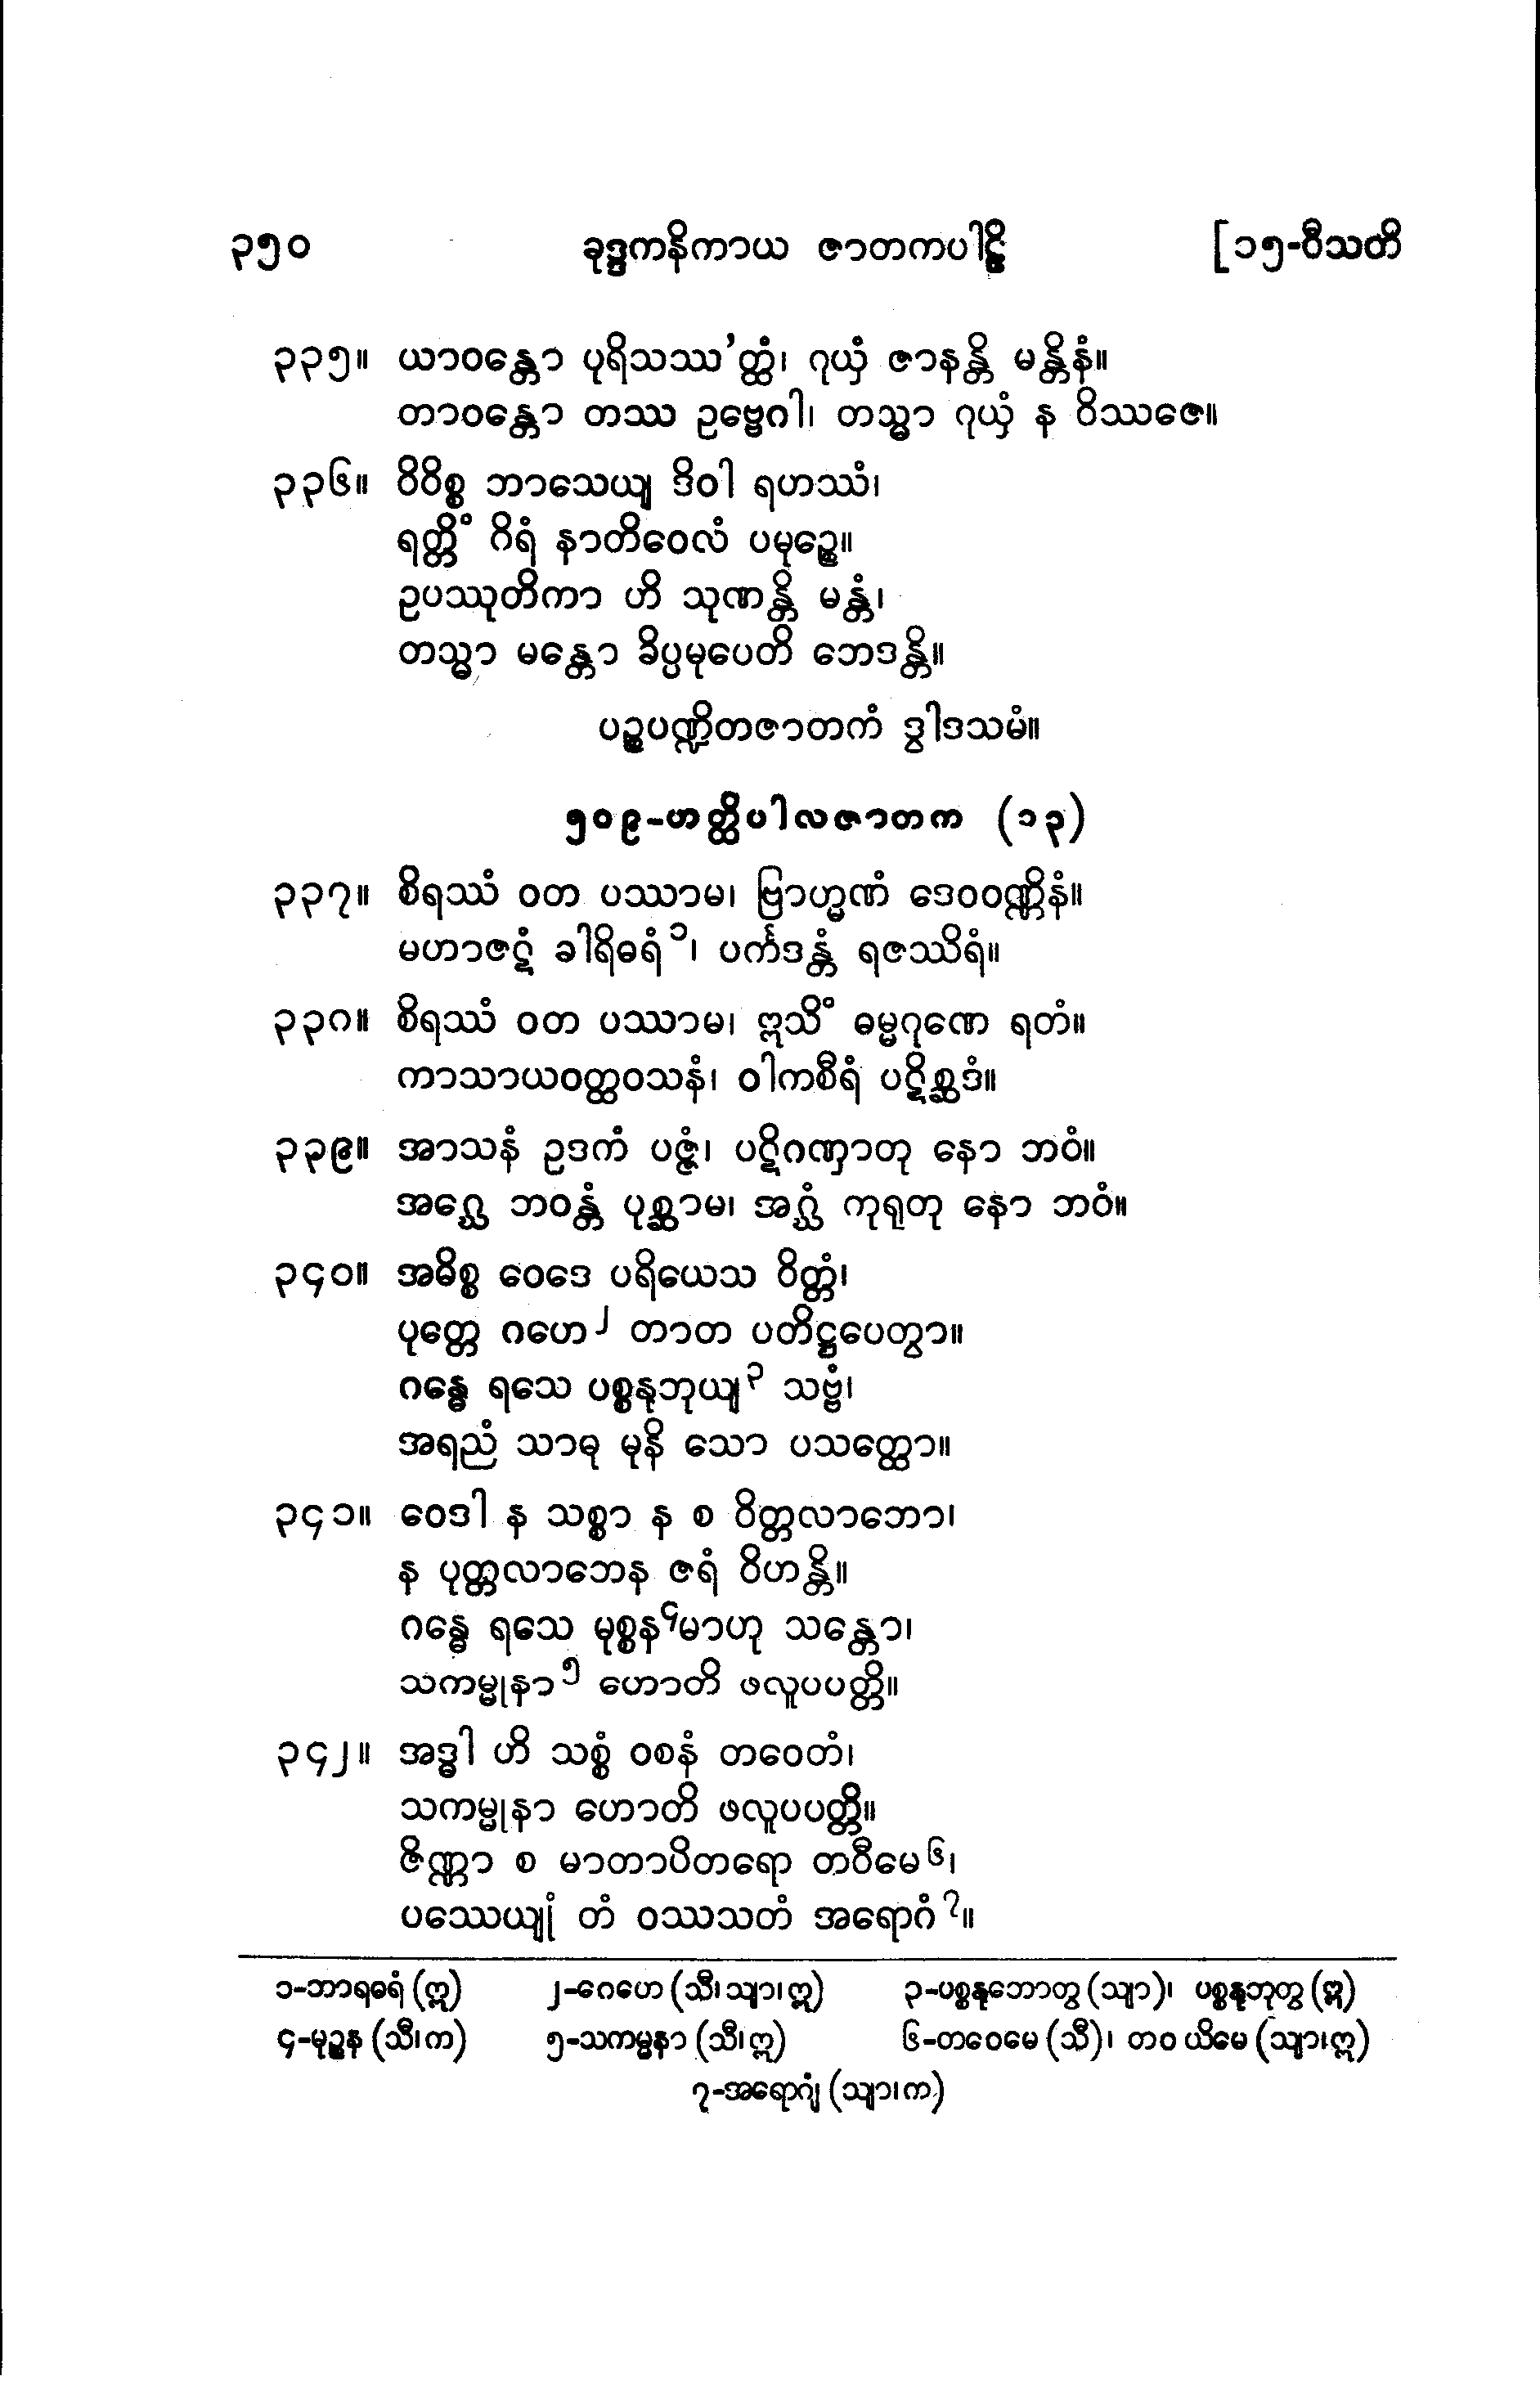 ၃၅၀ ခုဒ္ဒကနိကာယ ဇာတကပါဠိ [၁၅-ဝီသတိ
၃၃၅။ ယာဝန္တော ပုရိသဿ’တ္ထံ၊ ဂုယှံ ဇာနန္တိ မန္တိနံ။
တာဝန္တော တဿ ဥဗ္ဗေဂါ၊ တသ္မာ ဂုယှံ န ဝိဿဇေ။
၃၃၆။ ဝိဝိစ္စ ဘာသေယျ ဒိဝါ ရဟဿံ၊
ရတ္တိံ ဂိရံ နာတိဝေလံ ပမုဉ္စေ။
ဥပဿုတိကာ ဟိ သုဏန္တိ မန္တံ၊
တသ္မာ မန္တော ခိပ္ပမုပေတိ ဘေဒန္တိ။
ပဉ္စပဏ္ဍိတဇာတကံ ဒွါဒသမံ။
၅၀၉-ဟတ္ထိပါလဇာတက (၁၃)
၃၃၇။ စိရဿံ ဝတ ပဿာမ၊ ဗြာဟ္မဏံ ဒေဝဝဏ္ဏိနံ။
မဟာဇဋံ ခါရိဓရံ၁၊ ပင်္ကဒန္တံ ရဇဿိရံ။
၃၃၈။ စိရဿံ ဝတ ပဿာမ၊ ဣသိံ ဓမ္မဂုဏေ ရတံ။
ကာသာယဝတ္ထဝသနံ၊ ဝါကစီရံ ပဋိစ္ဆဒံ။
၃၃၉။ အာသနံ ဥဒကံ ပဇ္ဇံ၊ ပဋိဂဏှာတု နော ဘဝံ။
အဂ္ဃေ ဘဝန္တံ ပုစ္ဆာမ၊ အဂ္ဃံ ကုရုတု နော ဘဝံ။
၃၄၀။ အဓိစ္စ ဝေဒေ ပရိယေသ ဝိတ္တံ၊
ပုတ္တေ ဂဟေ၂ တာတ ပတိဋ္ဌပေတွာ။
ဂန္ဓေ ရသေ ပစ္စနုဘုယျ၃ သဗ္ဗံ၊
အရညံ သာဓု မုနိ သော ပသတ္ထော။
၃၄၁။ ဝေဒါ န သစ္စာ န စ ဝိတ္တလာဘော၊
န ပုတ္တလာဘေန ဇရံ ဝိဟန္တိ။
ဂန္ဓေ ရသေ မုစ္စန၄မာဟု သန္တော၊
သကမ္မုနာ၅ ဟောတိ ဖလူပပတ္တိ။
၃၄၂။ အဒ္ဓါ ဟိ သစ္စံ ဝစနံ တဝေတံ၊
သကမ္မုနာ ဟောတိ ဖလူပပတ္တိ။
ဇိဏ္ဏာ စ မာတာပိတရော တဝီမေ၆၊
ပဿေယျုံ တံ ဝဿသတံ အရောဂံ၇။
၁-ဘာရဓရံ (ဣ) ၂-ဂေဟေ (သီ၊ သျာ၊ ဣ) ၃-ပစ္စနုဘောတွ (သျာ)၊ ပစ္စနုဘုတွ (ဣ)
၄-မုဉ္စန (သီ၊ က) ၅-သကမ္မနာ (သီ၊ ဣ) ၆-တဝေမေ (သီ)၊ တဝ ယိမေ (သျာ၊ ဣ)
၇-အရောဂျံ (သျာ၊ က)